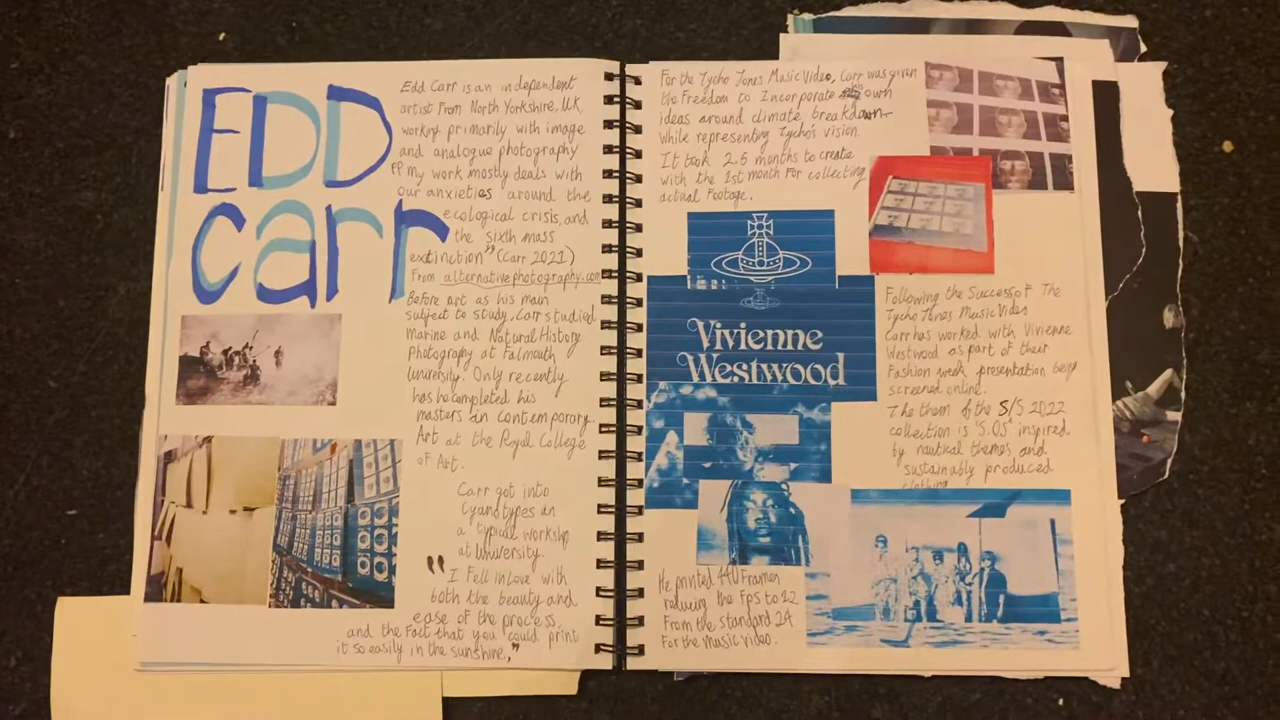 EDD
carr
Edd Carr is an independent
artist From North Yorkshire, UK,
working primarily with image
and analogue photography
"my work mostly deals with
our anxieties around the
ecological crisis, and
the sixth mass
extinction" (Carr 2021)
From alternativephotography.com
Before art as his main
subject to study, Carr studied
Marine and Natural History
Photography at Falmouth
University. Only recently
has he completed his
masters in contemporary
Art at the Royal College
of Art.
Carr got into
Cyanotypes in
a typical workshop
at University.
"I Fell in Love with
both the beauty and
ease of the process,
and the Fact that you could print
it so easily in the sunshine,"
For the Tycho Jones Music Video, Carr was given
the Freedom to Incorporate own
ideas around climate breakdown
while representing Tycho's vision.
It took 2.5 months to create
with the 1st month For collecting
actual Footage.
Vivienne
Westwood
Following the Success of The
Tycho Jones Music Video
Carr has worked with Vivienne
Westwood as part of their
Fashion week presentation being
screened online.
The them of the S/S 2022
collection is 'S.O.S' inspired
by nautical themes and
sustainably produced
clothing
He printed 440 Frames
reducing the Fps to 12
From the standard 24
For the Music Video.